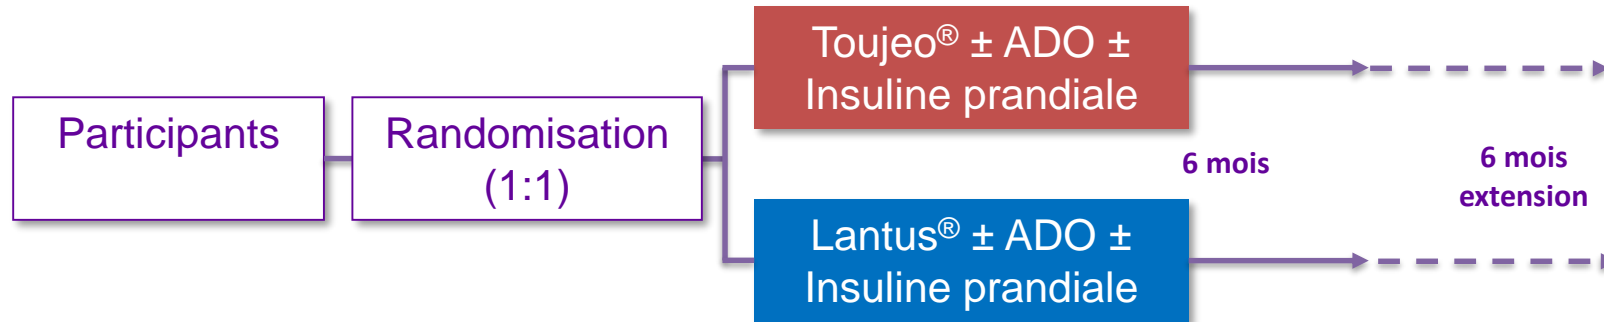 Participants
Randomisation
(1:1)
Toujeo® ± ADO ±
Insuline prandiale
6 mois
6 mois
extension
Lantus® ± ADO ±
Insuline prandiale